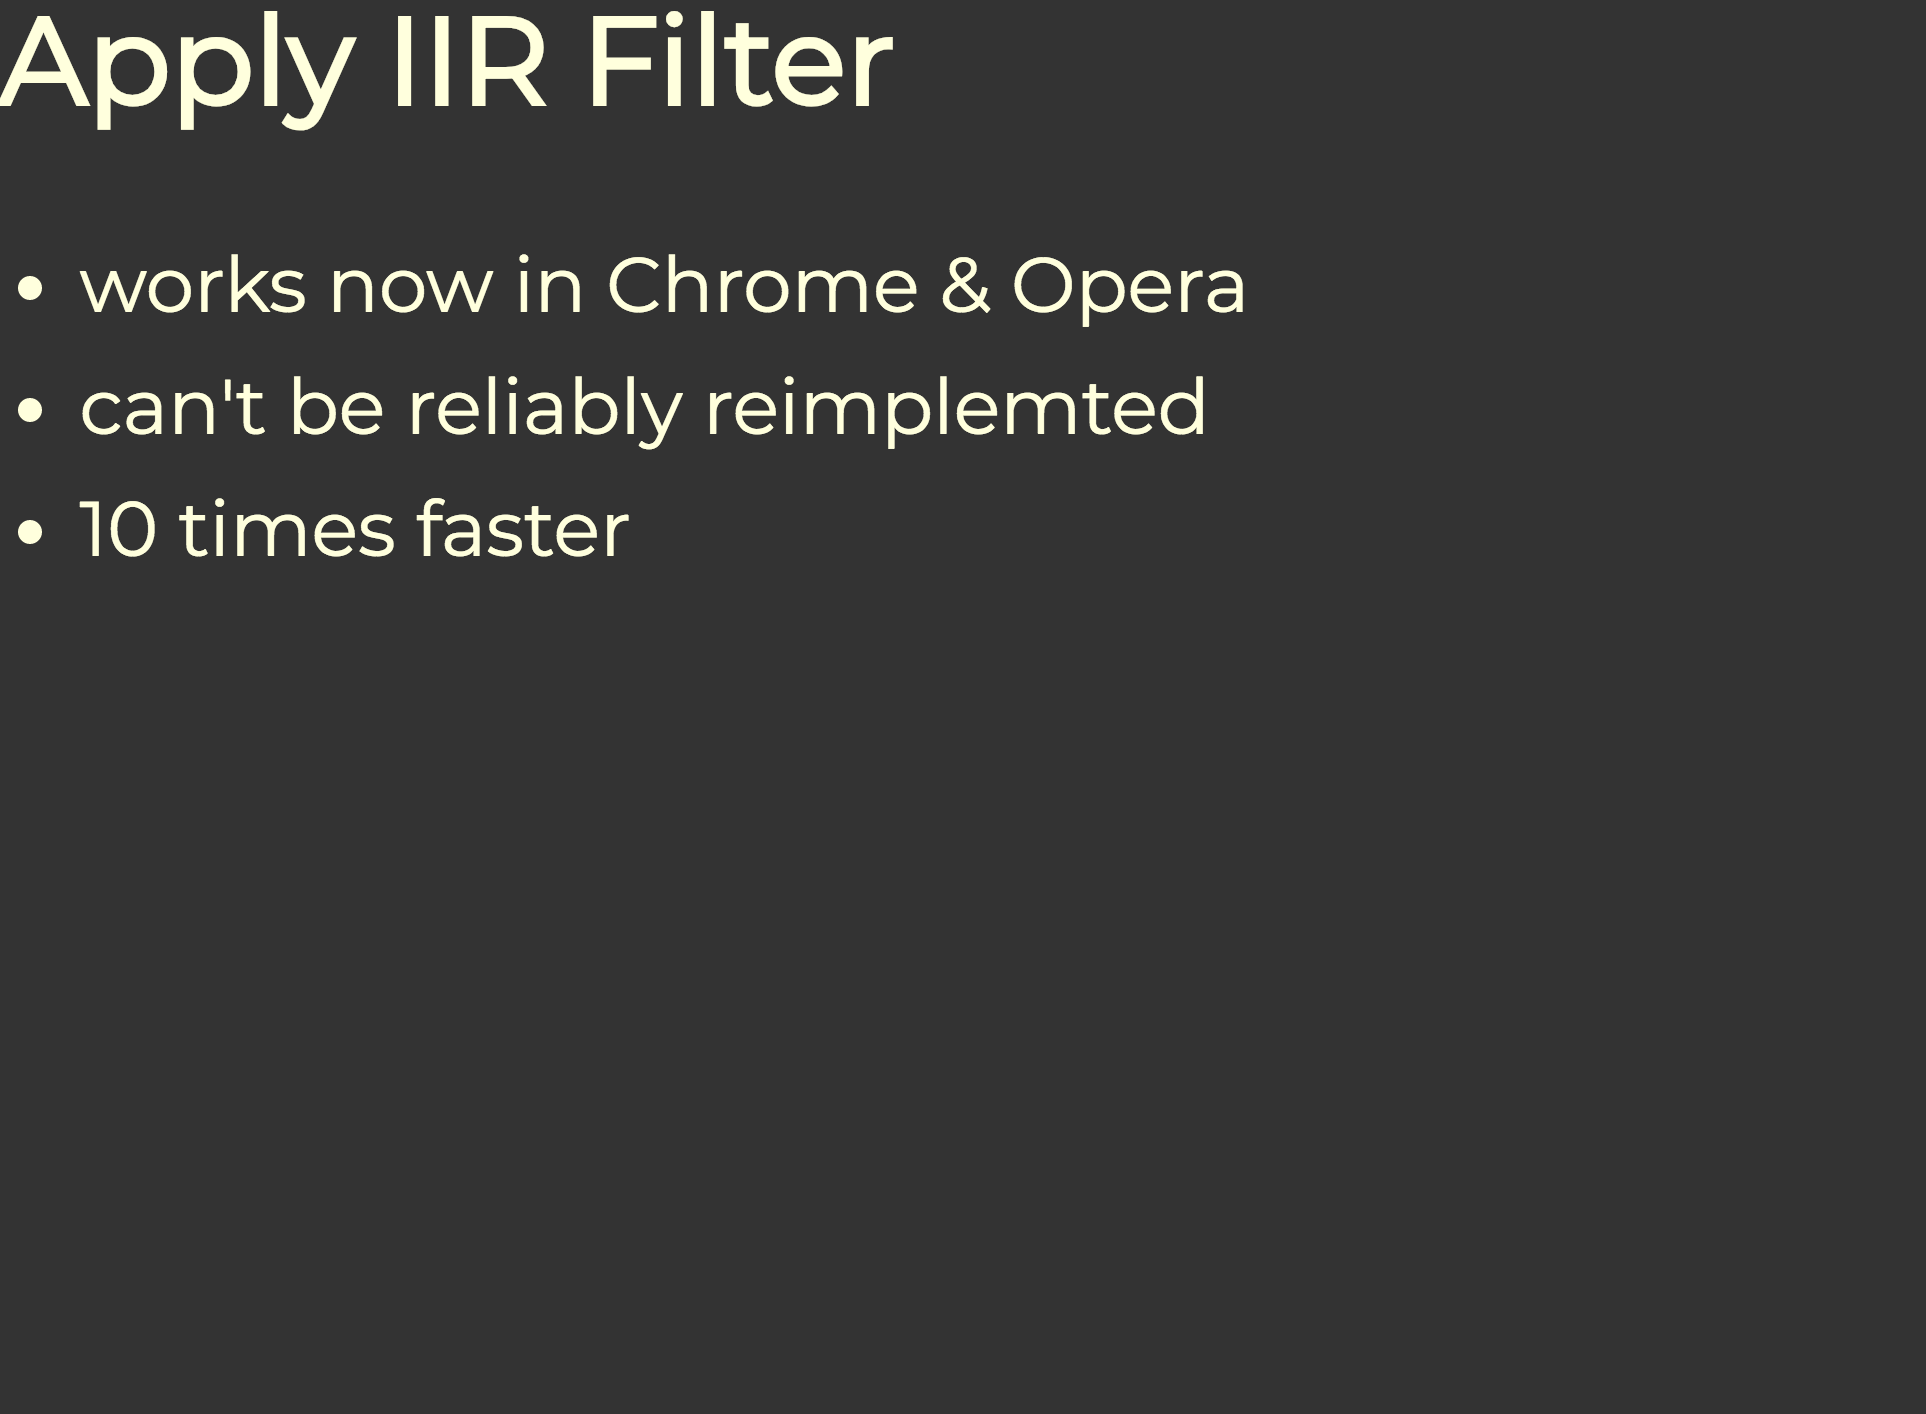 Apply IIR Filter
• works now in Chrome & Opera
• can't be reliably reimplemted
• 10 times faster